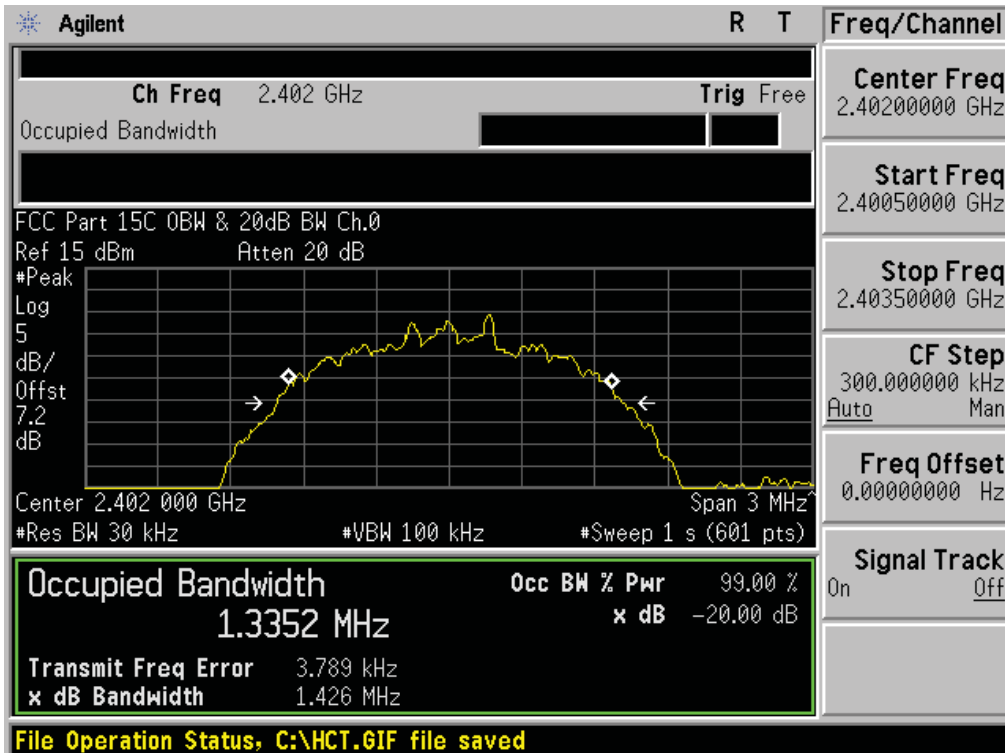 Agilent R T
Ch Freq 2.402 GHz Trig Free
Occupied Bandwidth
FCC Part 15C OBW & 20dB BW Ch.0
Ref 15 dBm Atten 20 dB
#Peak
Log
5
dB/
Offst
7.2
dB
Center 2.402 000 GHz Span 3 MHz^
#Res BW 30 kHz #VBW 100 kHz #Sweep 1 s (601 pts)
Occupied Bandwidth
1.3352 MHz
Occ BW % Pwr 99.00 %
x dB -20.00 dB
Transmit Freq Error 3.789 kHz
x dB Bandwidth 1.426 MHz
File Operation Status, C:\HCT.GIF file saved
Freq/Channel
Center Freq
2.40200000 GHz
Start Freq
2.40050000 GHz
Stop Freq
2.40350000 GHz
CF Step
300.000000 kHz
Auto Man
Freq Offset
0.00000000 Hz
Signal Track
On Off